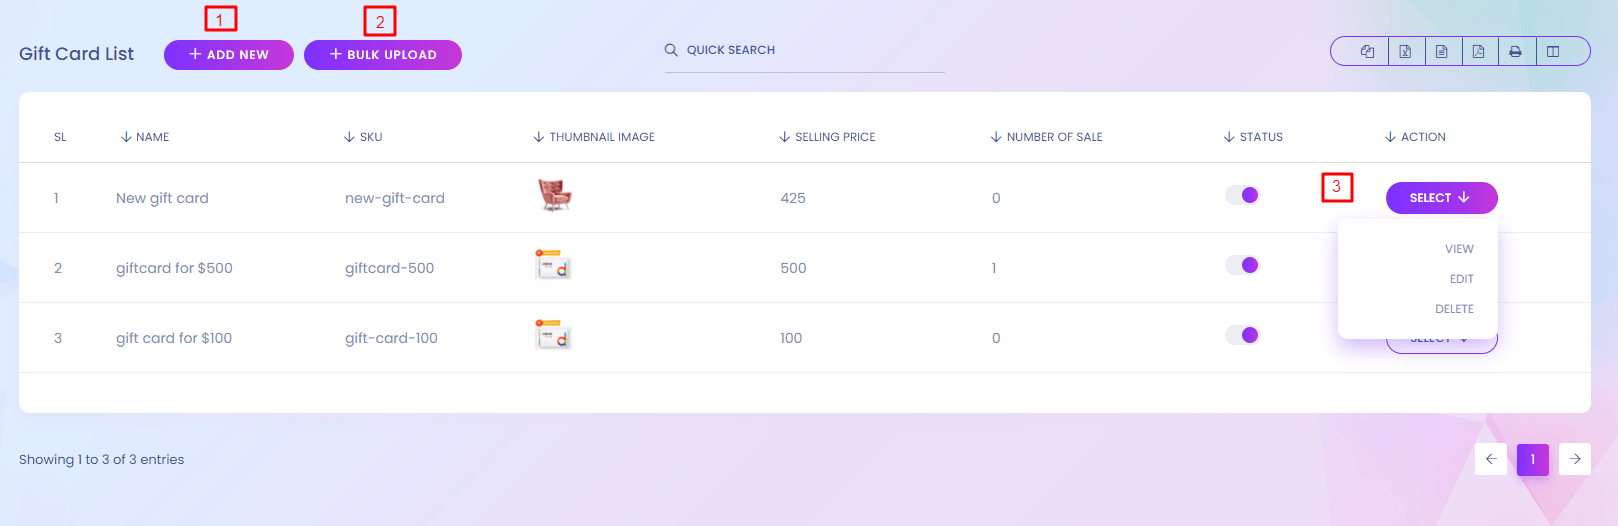 1
2
Gift Card List
+ ADD NEW
+ BULK UPLOAD
QUICK SEARCH
SL NAME SKU THUMBNAIL IMAGE SELLING PRICE NUMBER OF SALE STATUS ACTION
1 New gift card new-gift-card 425 0 3 SELECT
VIEW
2 giftcard for $500 giftcard-500 500 1
EDIT
DELETE
3 gift card for $100 gift-card-100 100 0 SELECT
Showing 1 to 3 of 3 entries
1